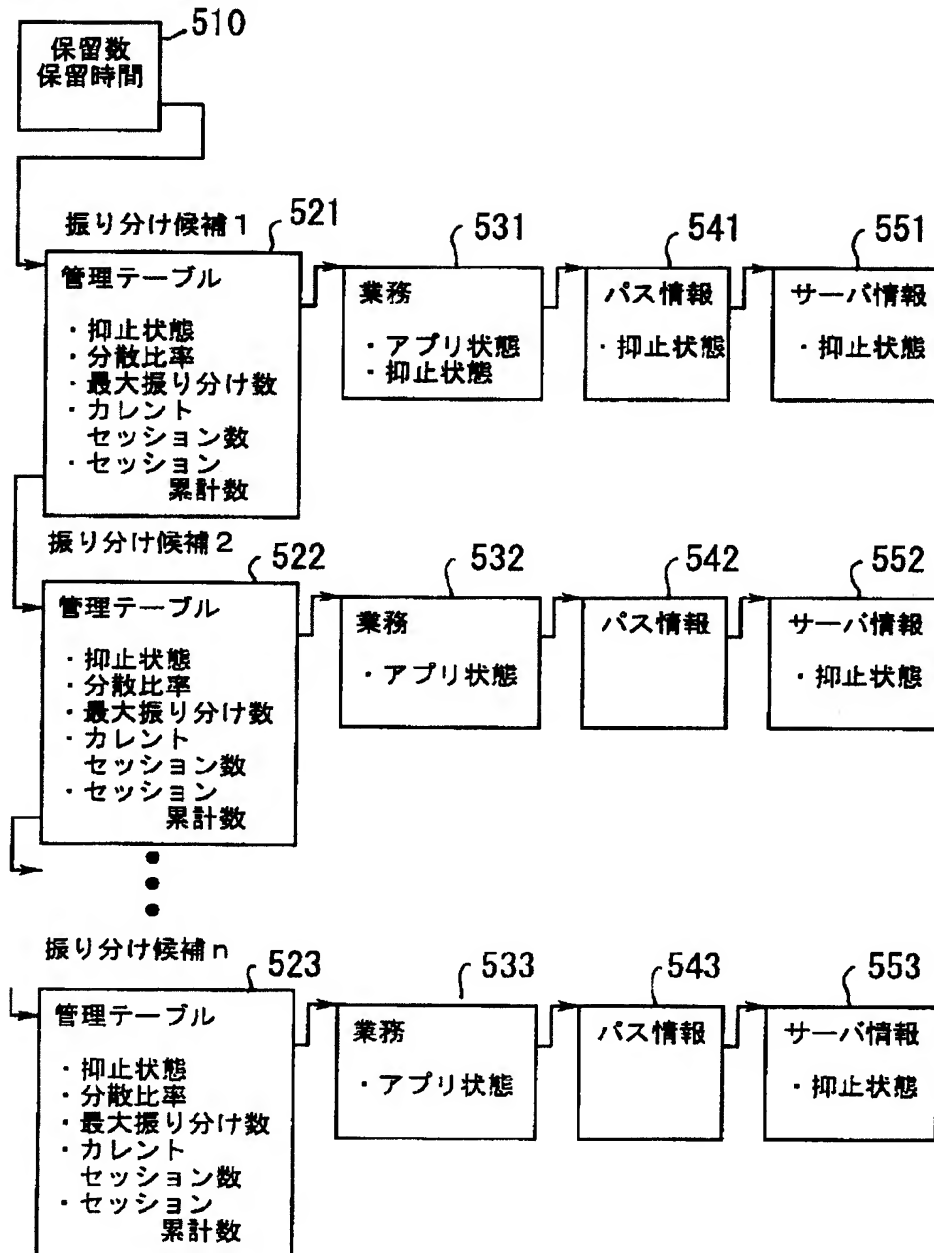 510
保留数
保留時間
振り分け候補1
521
531
541
551
管理テーブル
・抑止状態
・分散比率
・最大振り分け数
・カレント
セッション数
・セッション
累計数
業務
・アプリ状態
・抑止状態
パス情報
・抑止状態
サーバ情報
・抑止状態
振り分け候補2
522
532
542
552
管理テーブル
・抑止状態
・分散比率
・最大振り分け数
・カレント
セッション数
・セッション
累計数
業務
・アプリ状態
パス情報
サーバ情報
・抑止状態
振り分け候補n
523
533
543
553
管理テーブル
・抑止状態
・分散比率
・最大振り分け数
・カレント
セッション数
・セッション
累計数
業務
・アプリ状態
パス情報
サーバ情報
・抑止状態